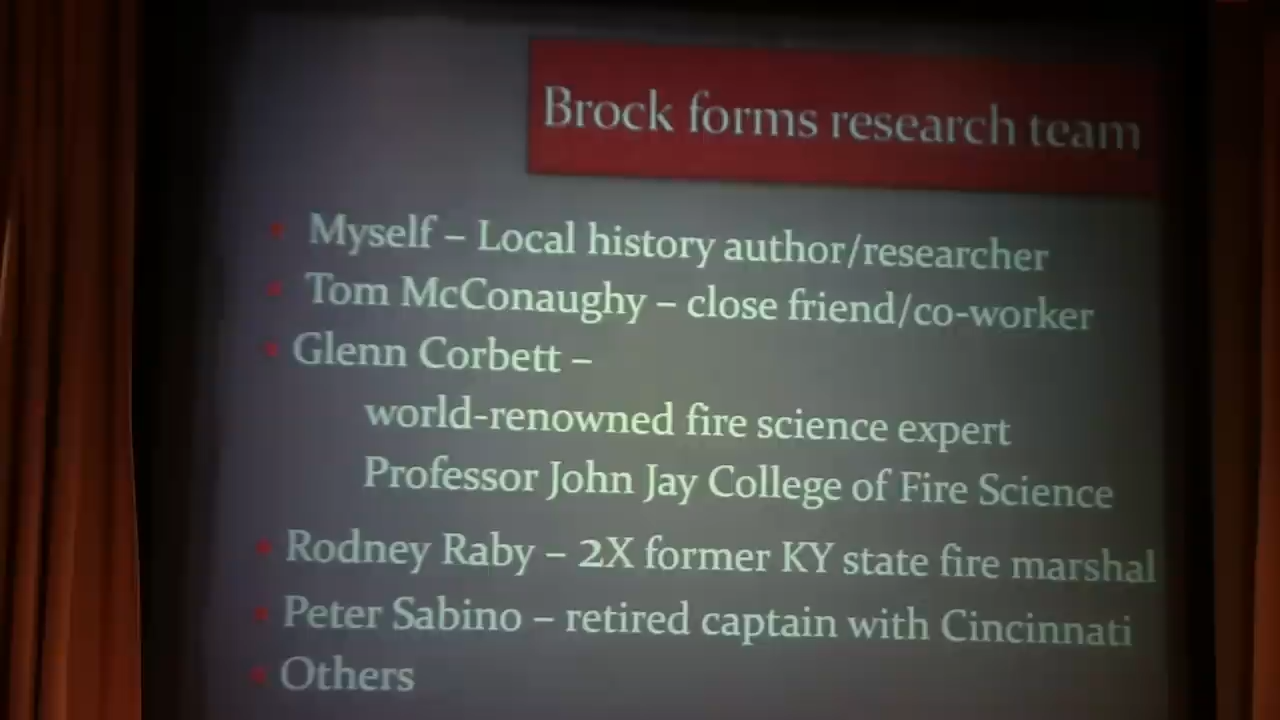 Brock forms research team
• Myself – Local history author/researcher
• Tom McConaughy – close friend/co-worker
• Glenn Corbett –
world-renowned fire science expert
Professor John Jay College of Fire Science
• Rodney Raby – 2X former KY state fire marshal
• Peter Sabino – retired captain with Cincinnati
• Others